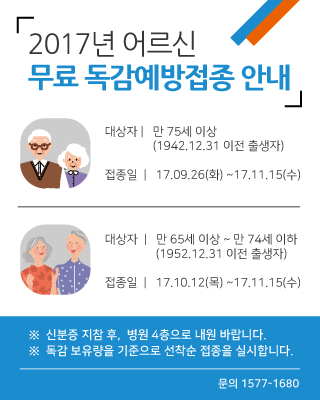 2017년 어르신
무료 독감예방접종 안내
대상자 | 만 75세 이상
(1942.12.31 이전 출생자)
접종일 | 17.09.26(화) ~17.11.15(수)
대상자 | 만 65세 이상 ~ 만 74세 이하
(1952.12.31 이전 출생자)
접종일 | 17.10.12(목) ~17.11.15(수)
※ 신분증 지참 후, 병원 4층으로 내원 바랍니다.
※ 독감 보유량을 기준으로 선착순 접종을 실시합니다.
문의 1577-1680